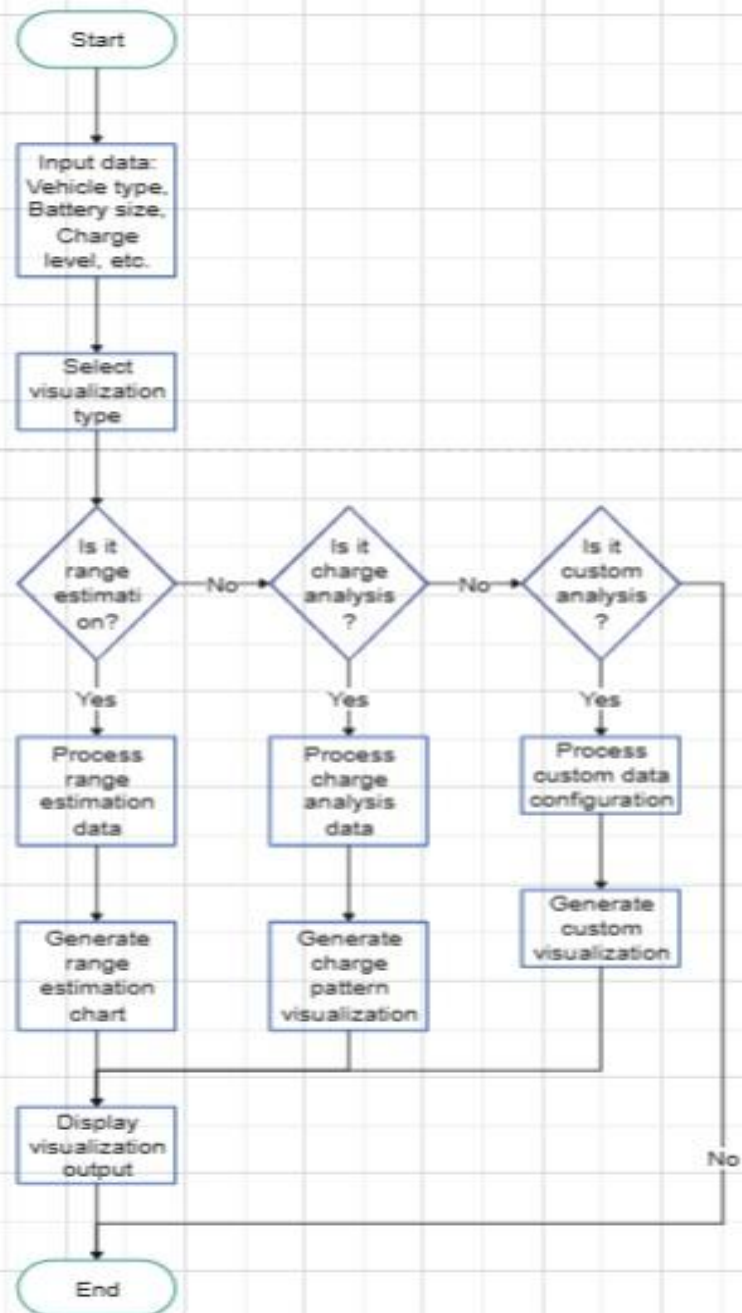 Start
Input data:
Vehicle type,
Battery size,
Charge
level, etc.
Select
visualization
type
Is it
range
estimati
on?
No
Is it
charge
analysis
?
No
Is it
custom
analysis
?
Yes
Yes
Yes
Process
range
estimation
data
Process
charge
analysis
data
Process
custom data
configuration
Generate
range
estimation
chart
Generate
charge
pattern
visualization
Generate
custom
visualization
Display
visualization
output
No
End